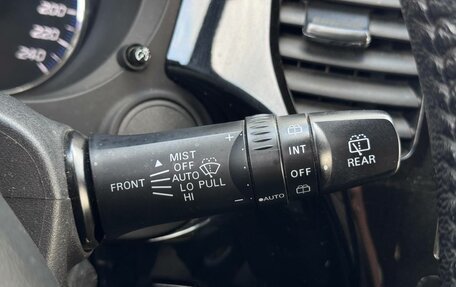 200
220
240
MIST
OFF
FRONT AUTO
LO PULL
HI
+
INT
OFF
- •AUTO
REAR